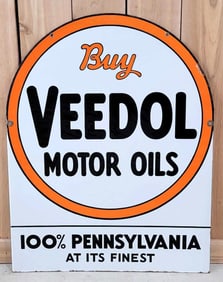 Buy
VEEDOL
MOTOR OILS
100% PENNSYLVANIA
AT ITS FINEST